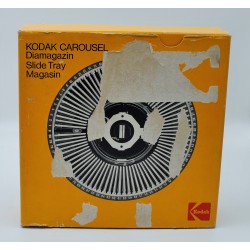 KODAK CAROUSEL
Diamagazin
Slide Tray
Magasin
Kodak